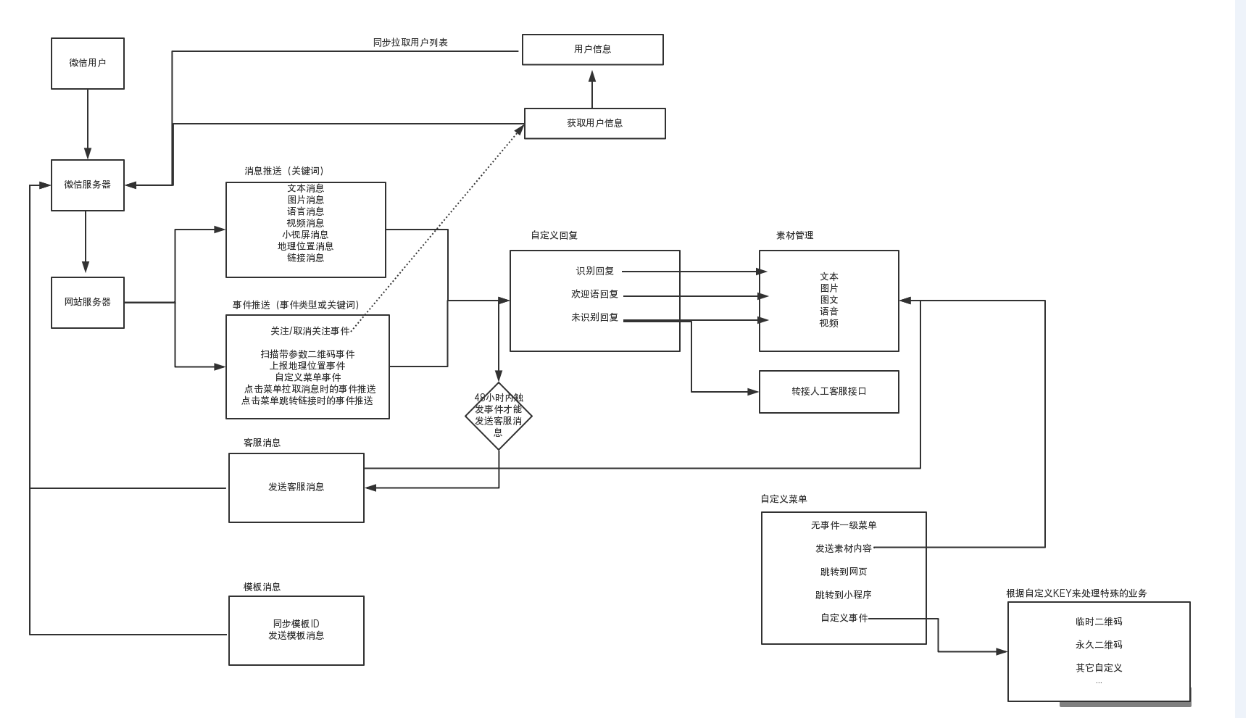 微信用户
同步拉取用户列表
用户信息
获取用户信息
微信服务器
消息推送（关键词）
文本消息
图片消息
语言消息
视频消息
小视屏消息
地理位置消息
链接消息
网站服务器
事件推送（事件类型或关键词）
关注/取消关注事件
扫描带参数二维码事件
上报地理位置事件
自定义菜单事件
点击菜单拉取消息时的事件推送
点击菜单跳转链接时的事件推送
自定义回复
识别回复
欢迎语回复
未识别回复
素材管理
文本
图片
图文
语音
视频
转接人工客服接口
48小时内触
发事件才能
发送客服消
息
客服消息
发送客服消息
模板消息
同步模板ID
发送模板消息
自定义菜单
无事件一级菜单
发送素材内容
跳转到网页
跳转到小程序
自定义事件
根据自定义KEY来处理特殊的业务
临时二维码
永久二维码
其它自定义
...